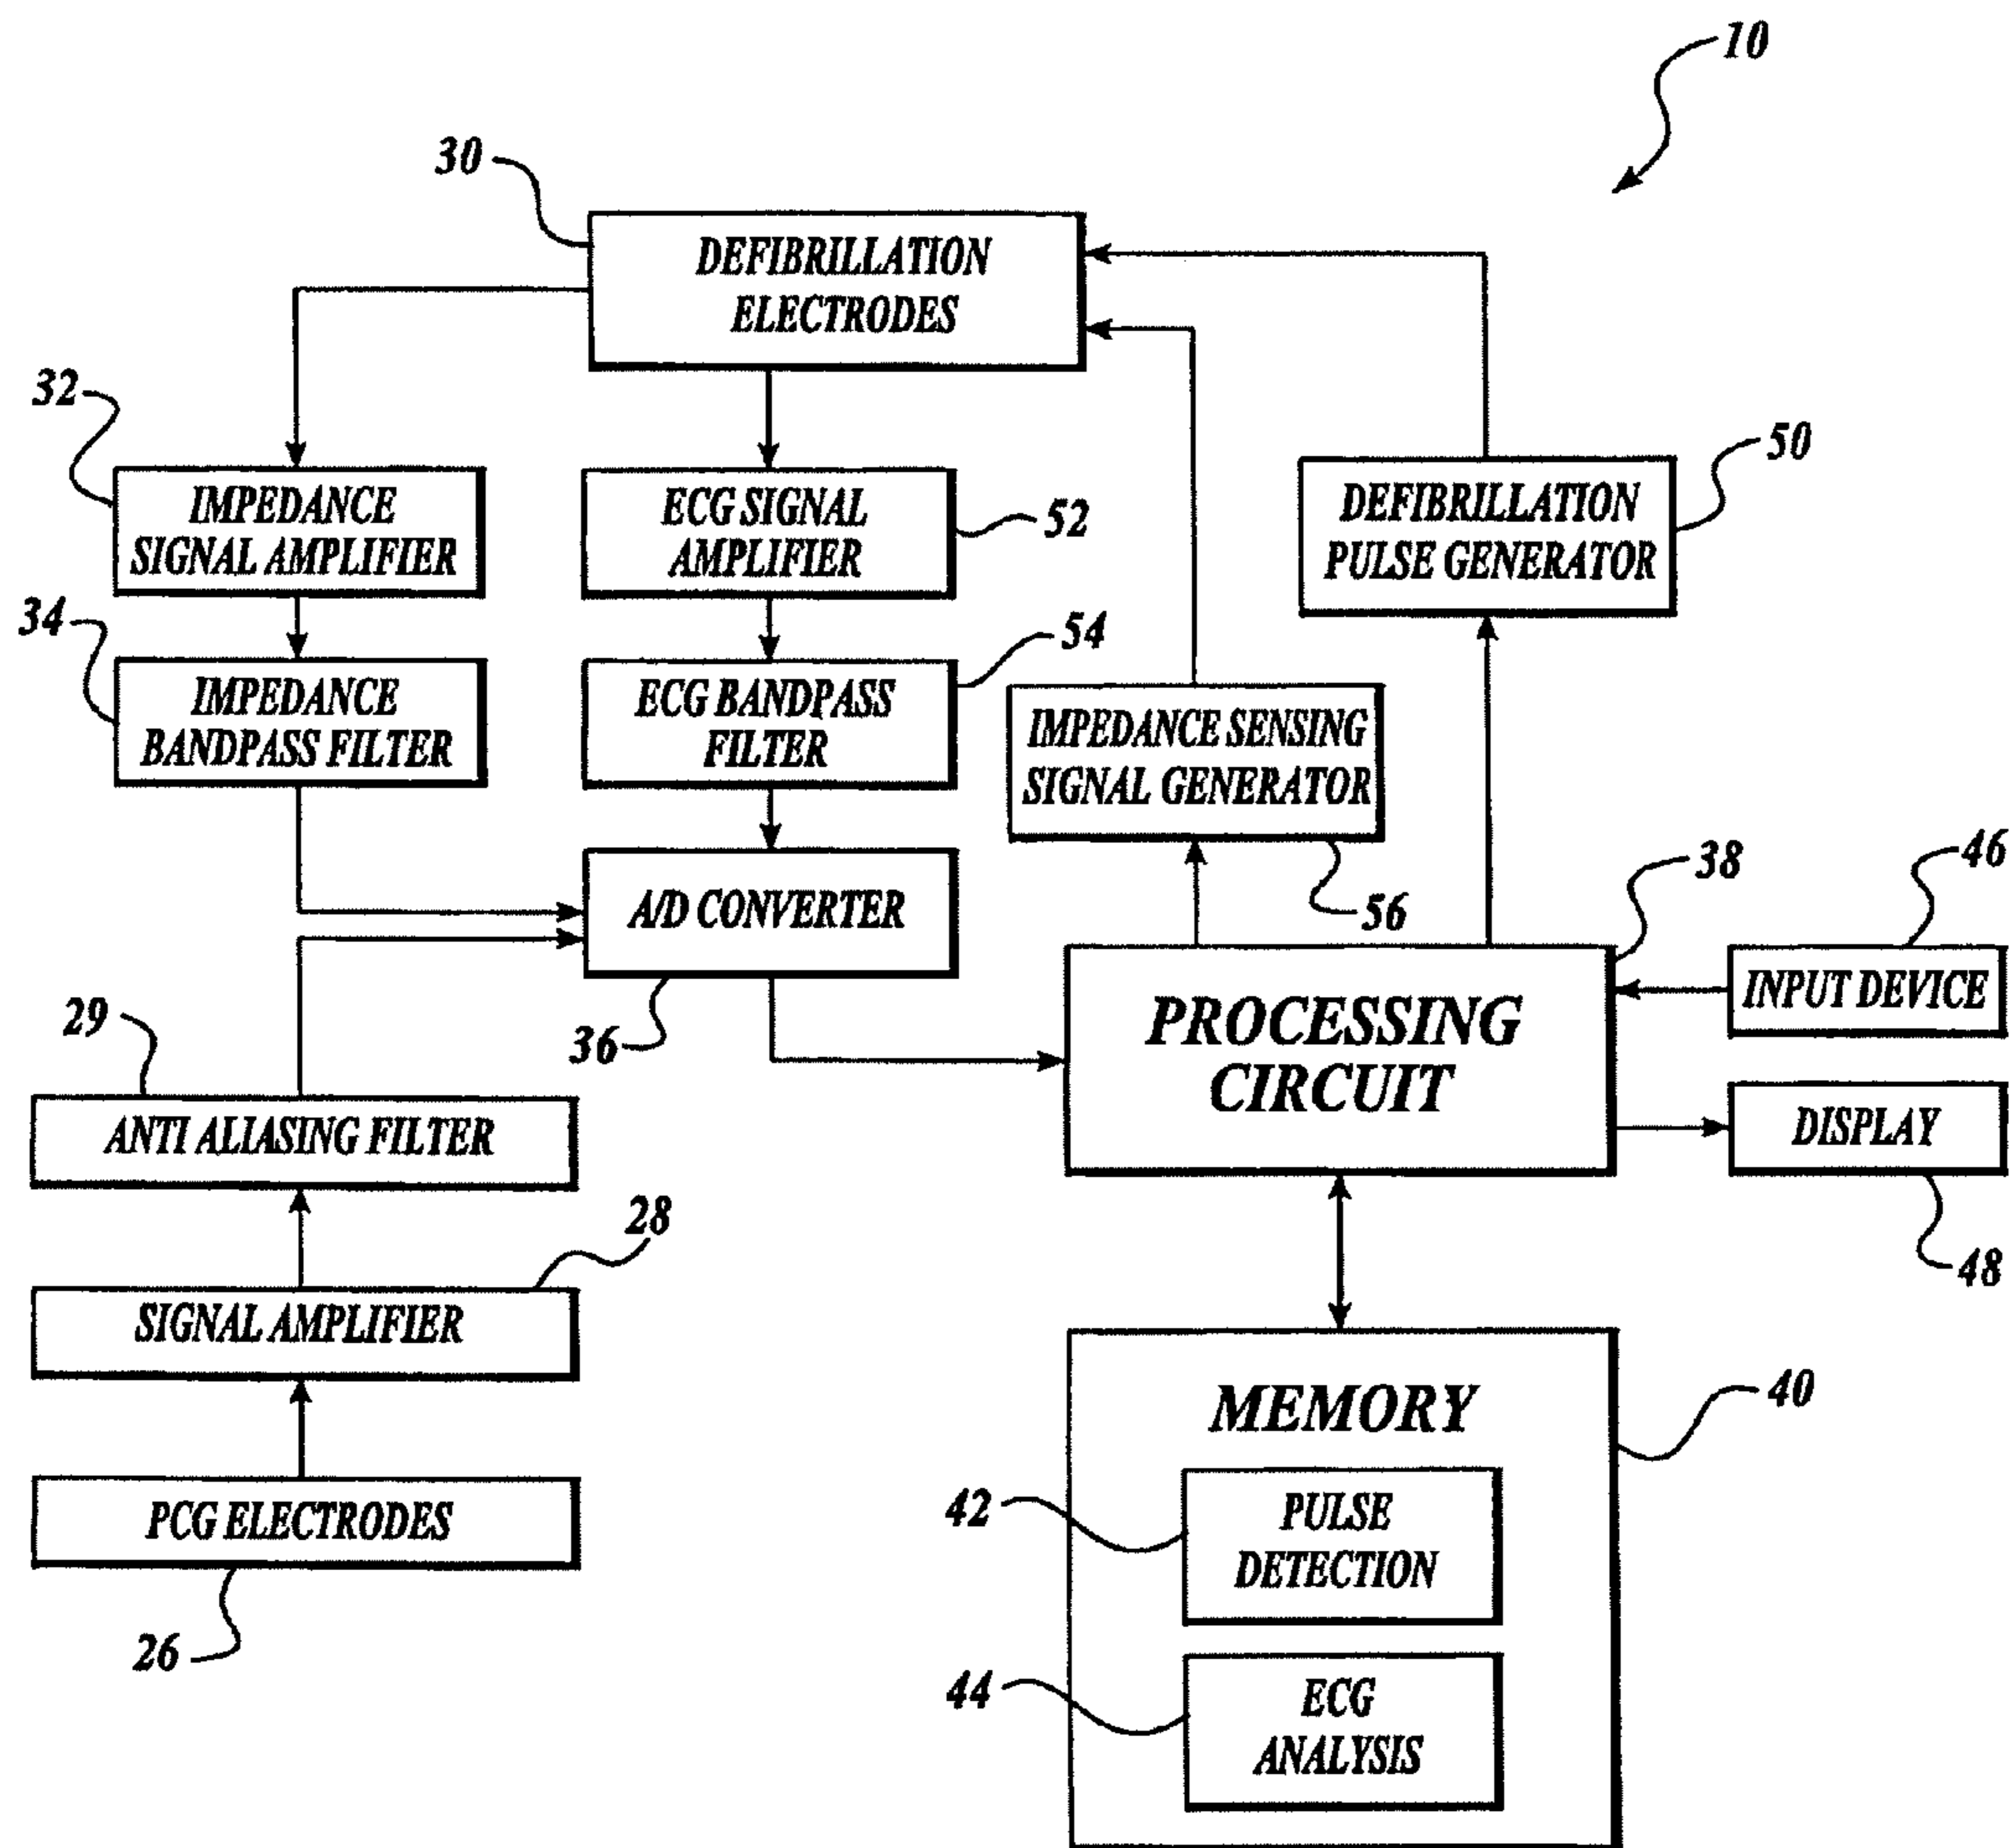 10
30
DEFIBRILLATION
ELECTRODES
32
IMPEDANCE
SIGNAL AMPLIFIER
ECG SIGNAL
AMPLIFIER
52
50
DEFIBRILLATION
PULSE GENERATOR
34
IMPEDANCE
BANDPASS FILTER
54
ECG BANDPASS
FILTER
IMPEDANCE SENSING
SIGNAL GENERATOR
56
A/D CONVERTER
36
38
46
INPUT DEVICE
PROCESSING
CIRCUIT
DISPLAY
48
29
ANTI ALIASING FILTER
28
SIGNAL AMPLIFIER
PCG ELECTRODES
26
MEMORY
40
42
PULSE
DETECTION
44
ECG
ANALYSIS